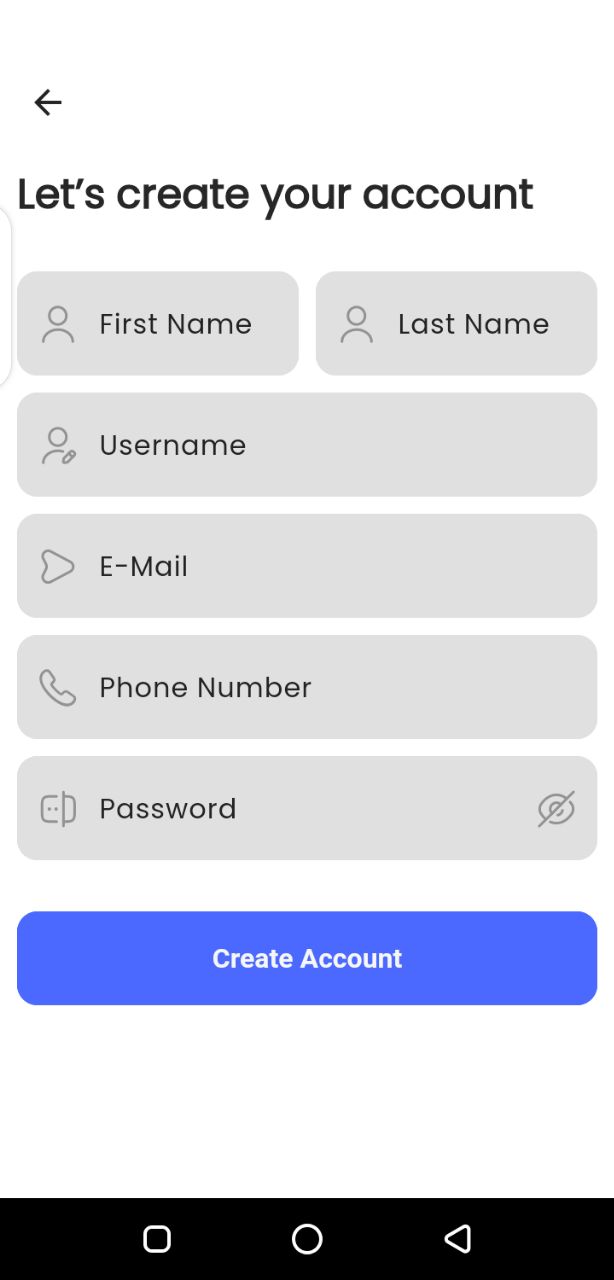 Let’s create your account
First Name Last Name
Username
E-Mail
Phone Number
Password
Create Account